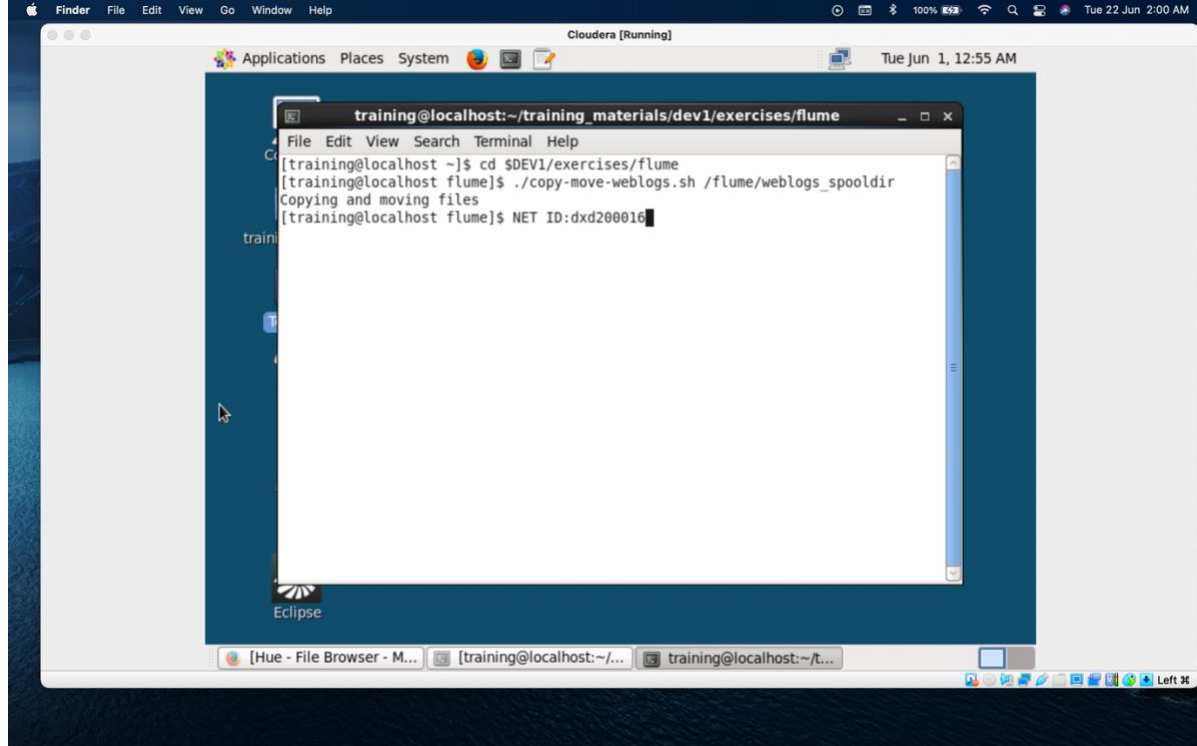 Finder File Edit View Go Window Help 100% Tue 22 Jun 2:00 AM
Cloudera [Running]
Applications Places System Tue Jun 1, 12:55 AM
training@localhost:~/training_materials/dev1/exercises/flume
File Edit View Search Terminal Help
[training@localhost ~]$ cd $DEV1/exercises/flume
[training@localhost flume]$ ./copy-move-weblogs.sh /flume/weblogs_spooldir
Copying and moving files
[training@localhost flume]$ NET ID:dxd200016
traini
Eclipse
[Hue - File Browser - M... [training@localhost:~/... training@localhost:~/t...
Left ⌘